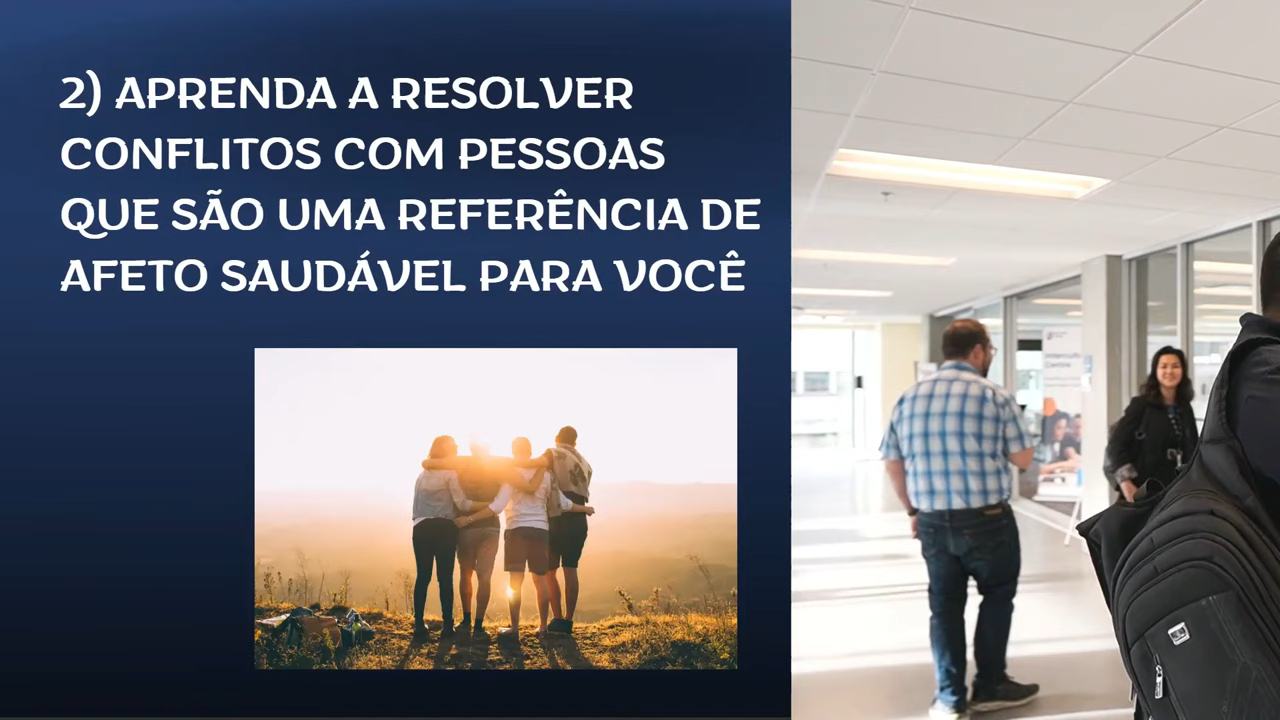 2) APRENDA A RESOLVER
CONFLITOS COM PESSOAS
QUE SÃO UMA REFERÊNCIA DE
AFETO SAUDÁVEL PARA VOCÊ